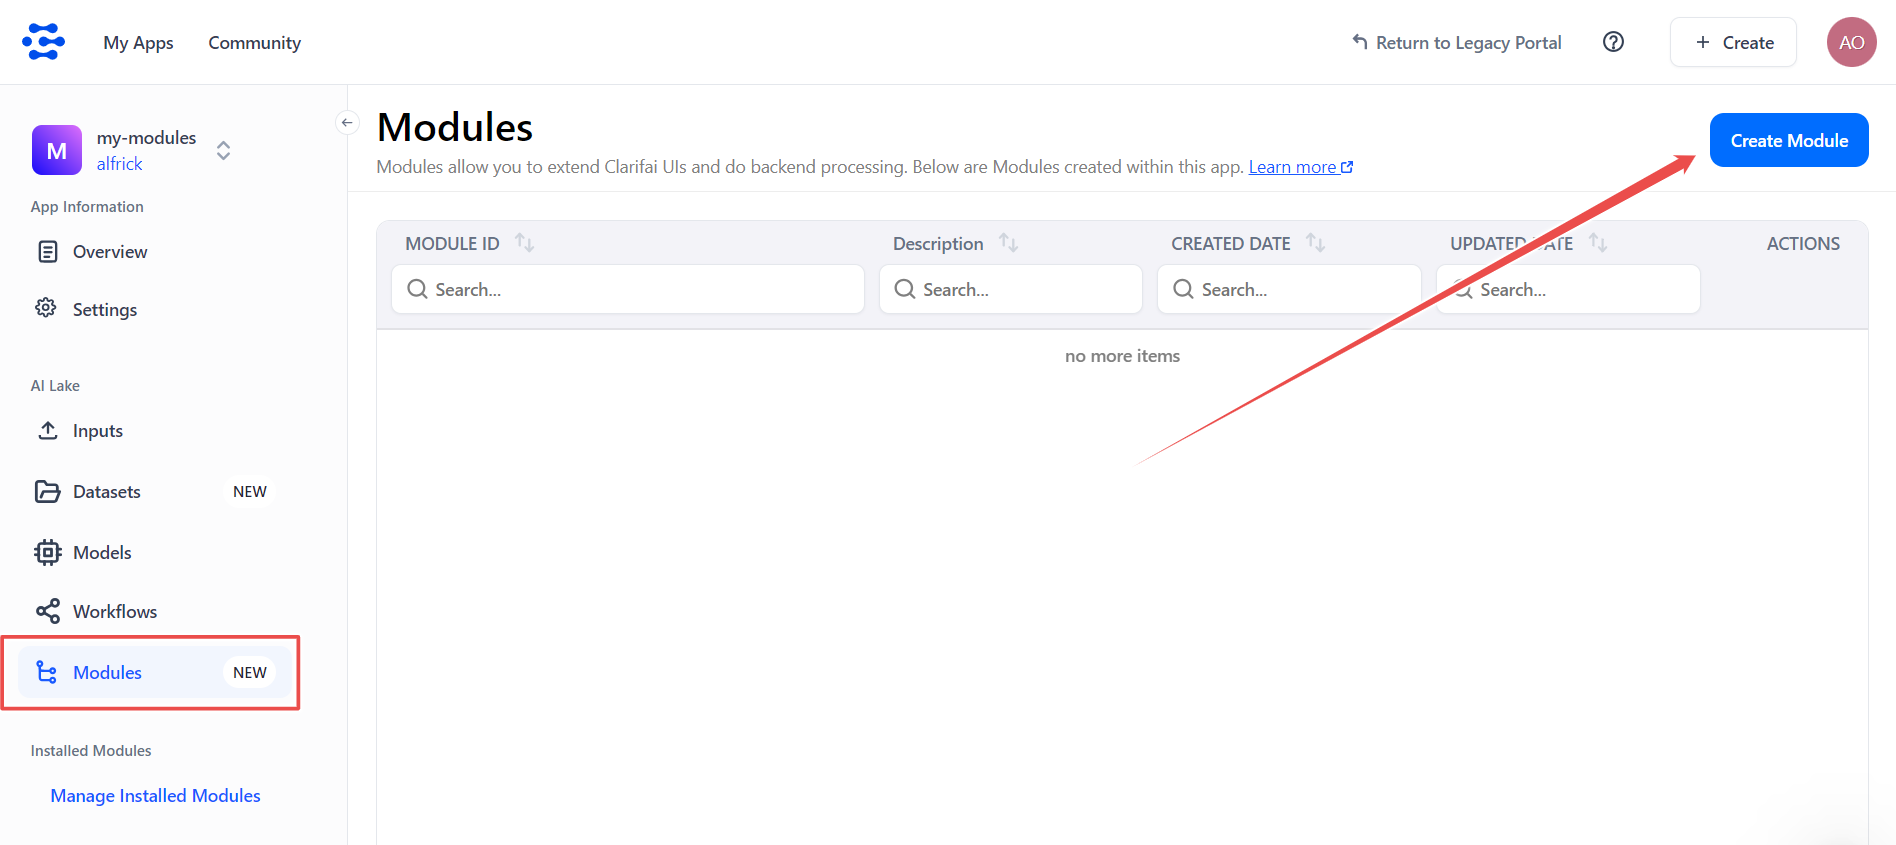 My Apps
Community
Return to Legacy Portal
Create
AO
M
my-modules
alfrick
App Information
Overview
Settings
AI Lake
Inputs
Datasets
NEW
Models
Workflows
Modules
NEW
Installed Modules
Manage Installed Modules
Modules
Modules allow you to extend Clarifai UIs and do backend processing. Below are Modules created within this app. Learn more
Create Module
MODULE ID
Description
CREATED DATE
UPDATED DATE
ACTIONS
Search...
Search...
Search...
Search...
no more items